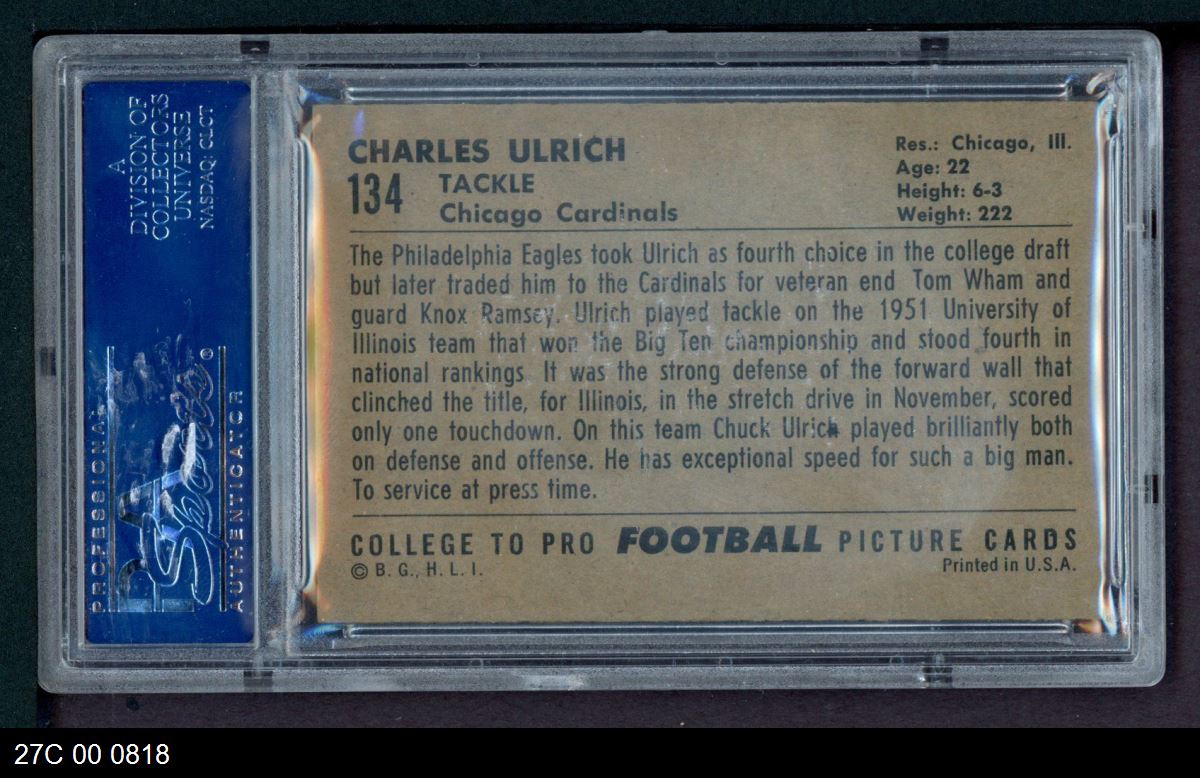 A
DIVISION OF
COLLECTORS
UNIVERSE
NASDAQ: CLCT
PROFESSIONAL
PSA
Sports
®
AUTHENTICATOR
CHARLES ULRICH
134
TACKLE
Chicago Cardinals
Res.: Chicago, Ill.
Age: 22
Height: 6-3
Weight: 222
The Philadelphia Eagles took Ulrich as fourth choice in the college draft
but later traded him to the Cardinals for veteran end Tom Wham and
guard Knox Ramsey. Ulrich played tackle on the 1951 University of
Illinois team that won the Big Ten championship and stood fourth in
national rankings. It was the strong defense of the forward wall that
clinched the title, for Illinois, in the stretch drive in November, scored
only one touchdown. On this team Chuck Ulrich played brilliantly both
on defense and offense. He has exceptional speed for such a big man.
To service at press time.
COLLEGE TO PRO FOOTBALL PICTURE CARDS
© B. G., H. L. I.
Printed in U.S.A.
27C 00 0818